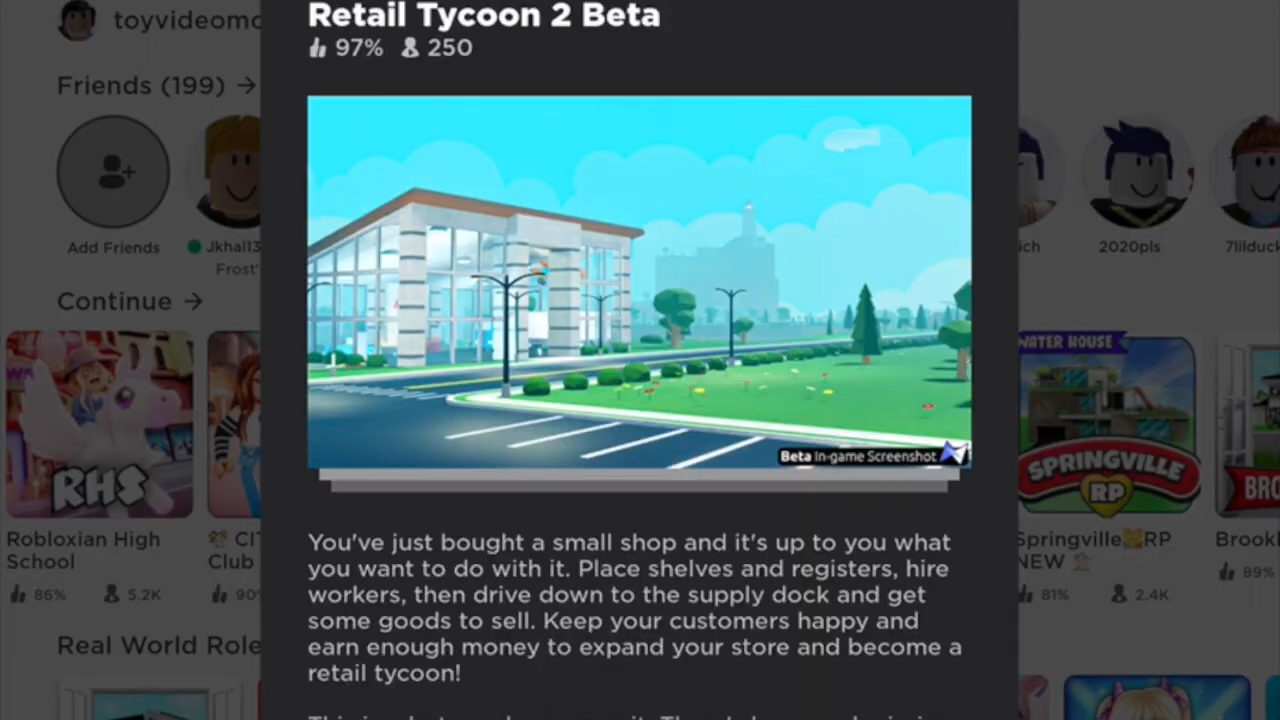 toyvideomo
Friends (199) →
Add Friends
Jkhal13
Frost'
Continue →
RHS
Robloxian High
School
86% 5.2K
CI
Club
90
Real World Role
Retail Tycoon 2 Beta
97% 250
Beta In-game Screenshot
You've just bought a small shop and it's up to you what
you want to do with it. Place shelves and registers, hire
workers, then drive down to the supply dock and get
some goods to sell. Keep your customers happy and
earn enough money to expand your store and become a
retail tycoon!
ich
2020pls
7lilduck
WATER HOUSE
SPRINGVILLE
RP
BRO
Springville RP
NEW
81% 2.4K
Brookl
89%